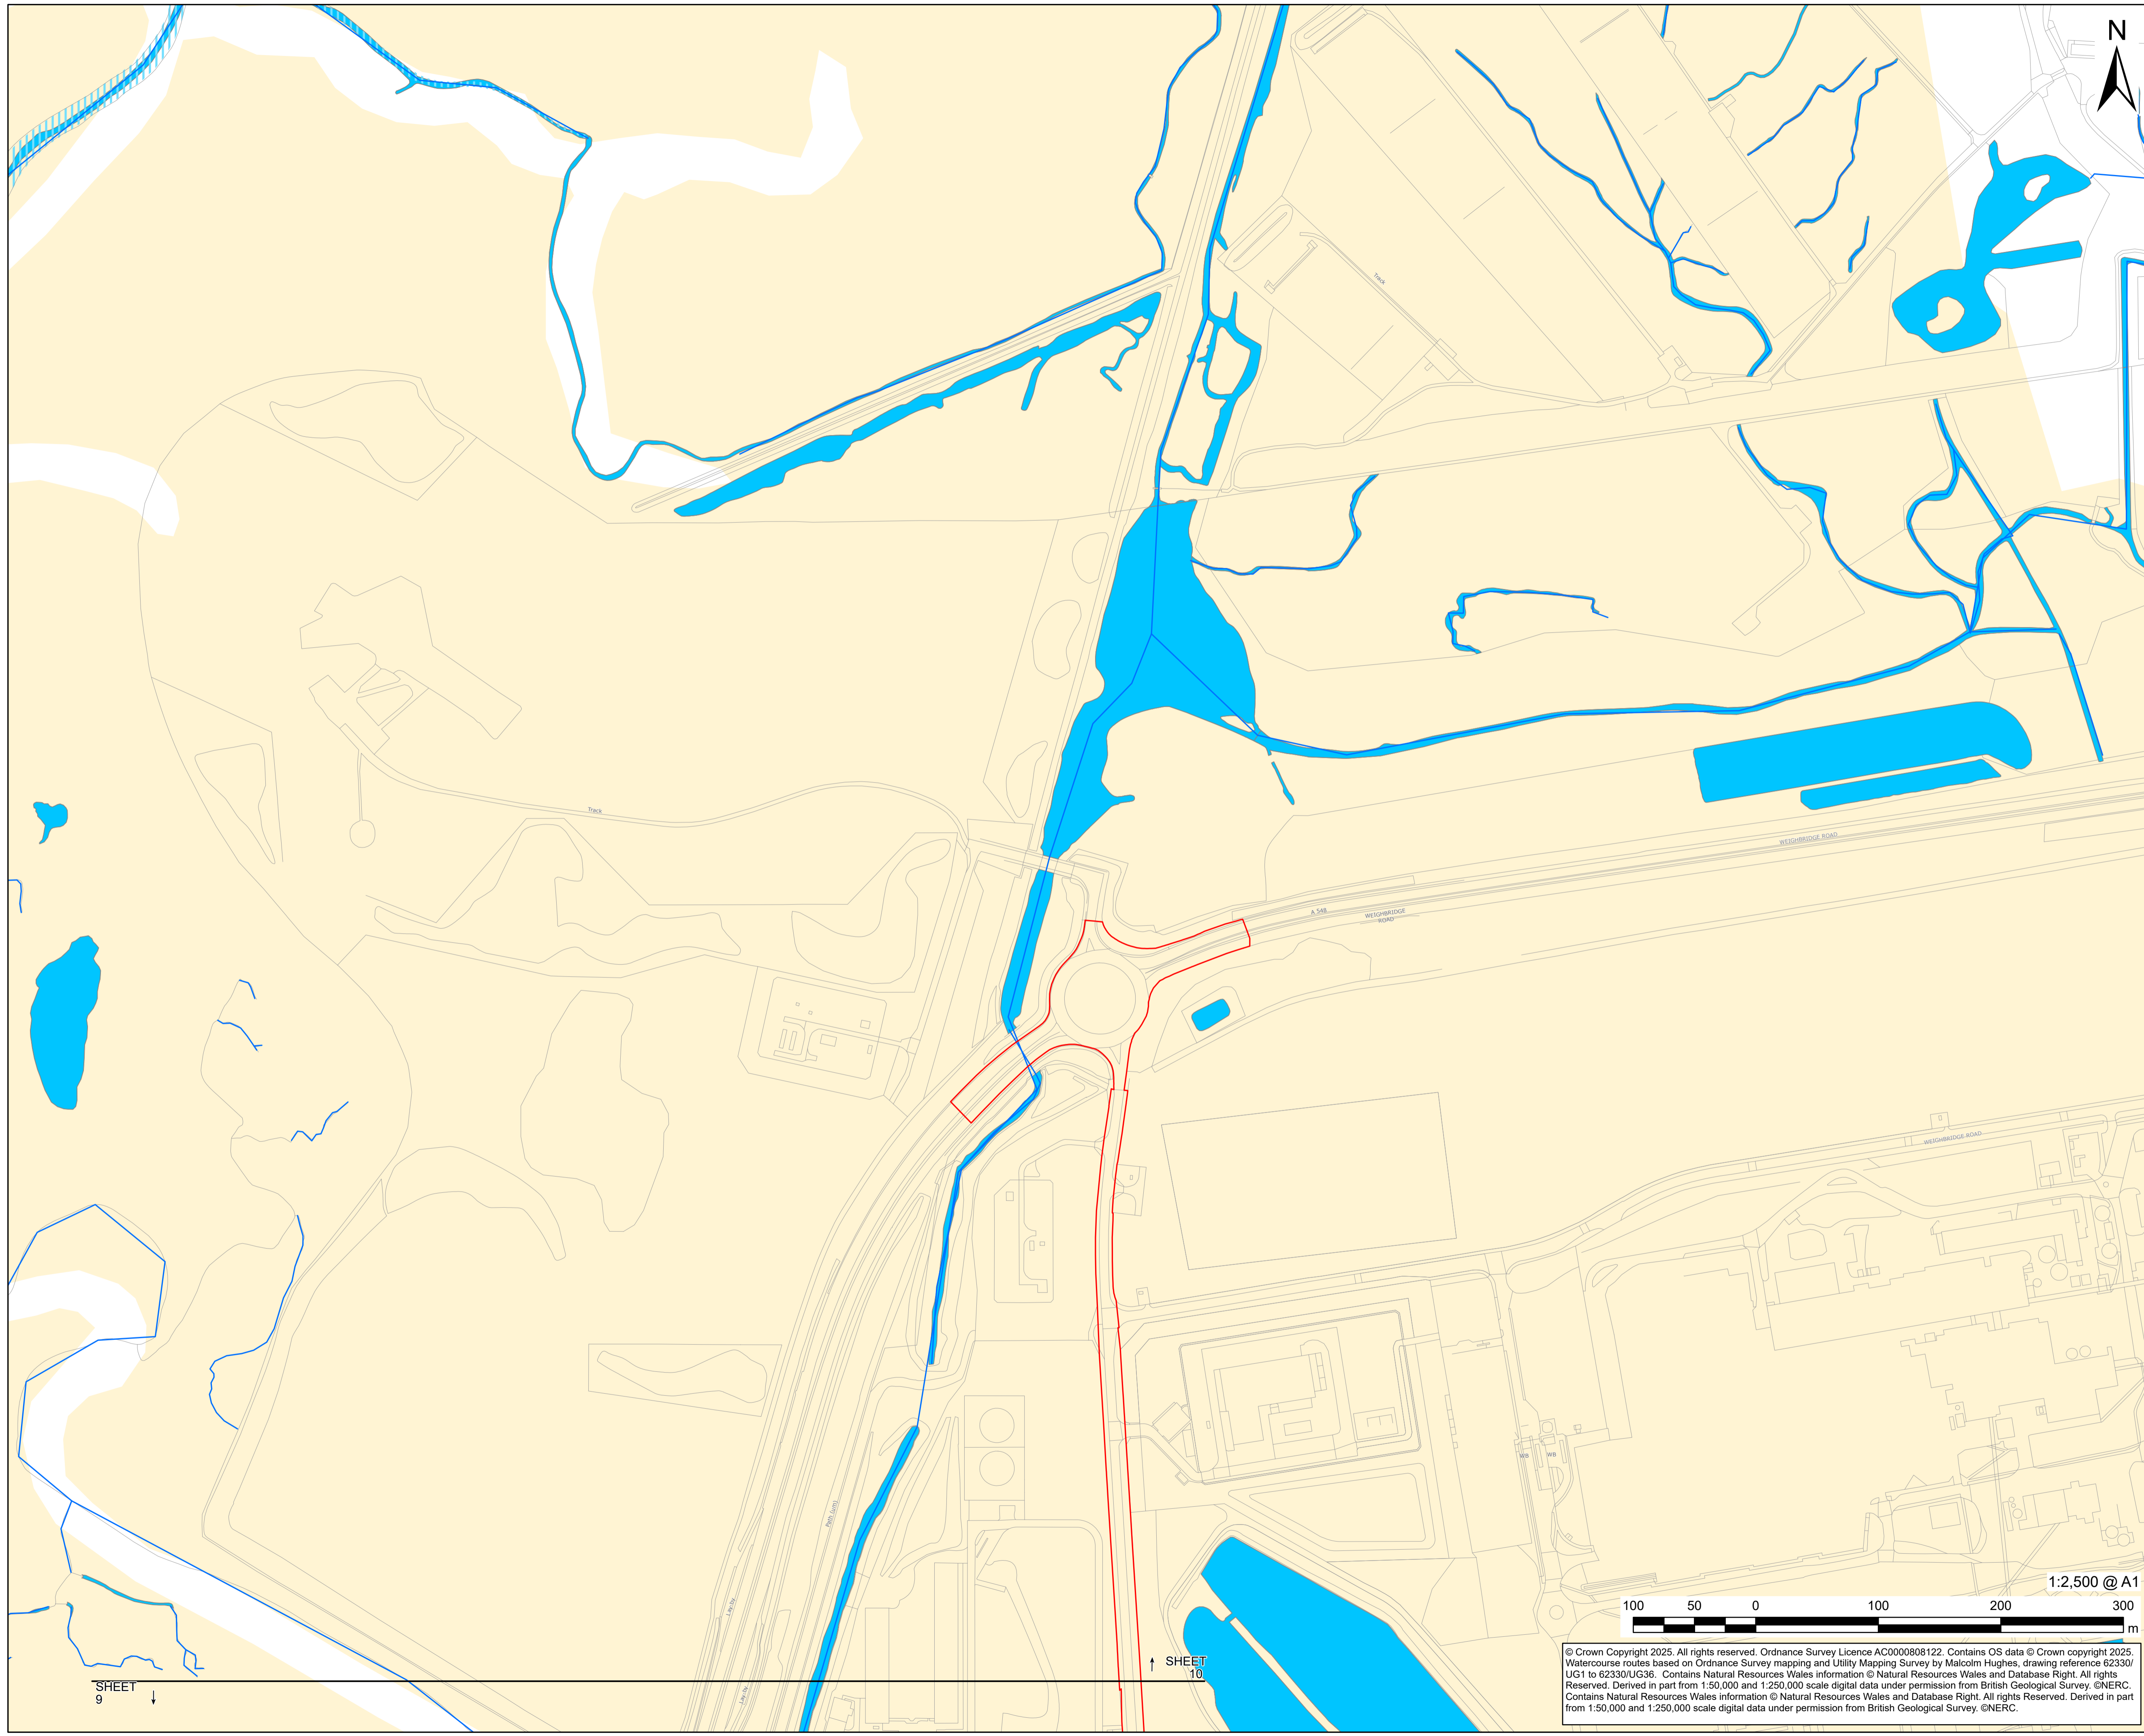 N
Track
Track
WEIGHBRIDGE ROAD
A 548
WEIGHBRIDGE
ROAD
WEIGHBRIDGE ROAD
WB
WB
Path (um)
Lay-by
Lay-by
SHEET
10
SHEET
9
1:2,500 @ A1
100 50 0 100 200 300
m
© Crown Copyright 2025. All rights reserved. Ordnance Survey Licence AC0000808122. Contains OS data © Crown copyright 2025.
Watercourse routes based on Ordnance Survey mapping and Utility Mapping Survey by Malcolm Hughes, drawing reference 62330/
UG1 to 62330/UG36. Contains Natural Resources Wales information © Natural Resources Wales and Database Right. All rights
Reserved. Derived in part from 1:50,000 and 1:250,000 scale digital data under permission from British Geological Survey. ©NERC.
Contains Natural Resources Wales information © Natural Resources Wales and Database Right. All rights Reserved. Derived in part
from 1:50,000 and 1:250,000 scale digital data under permission from British Geological Survey. ©NERC.